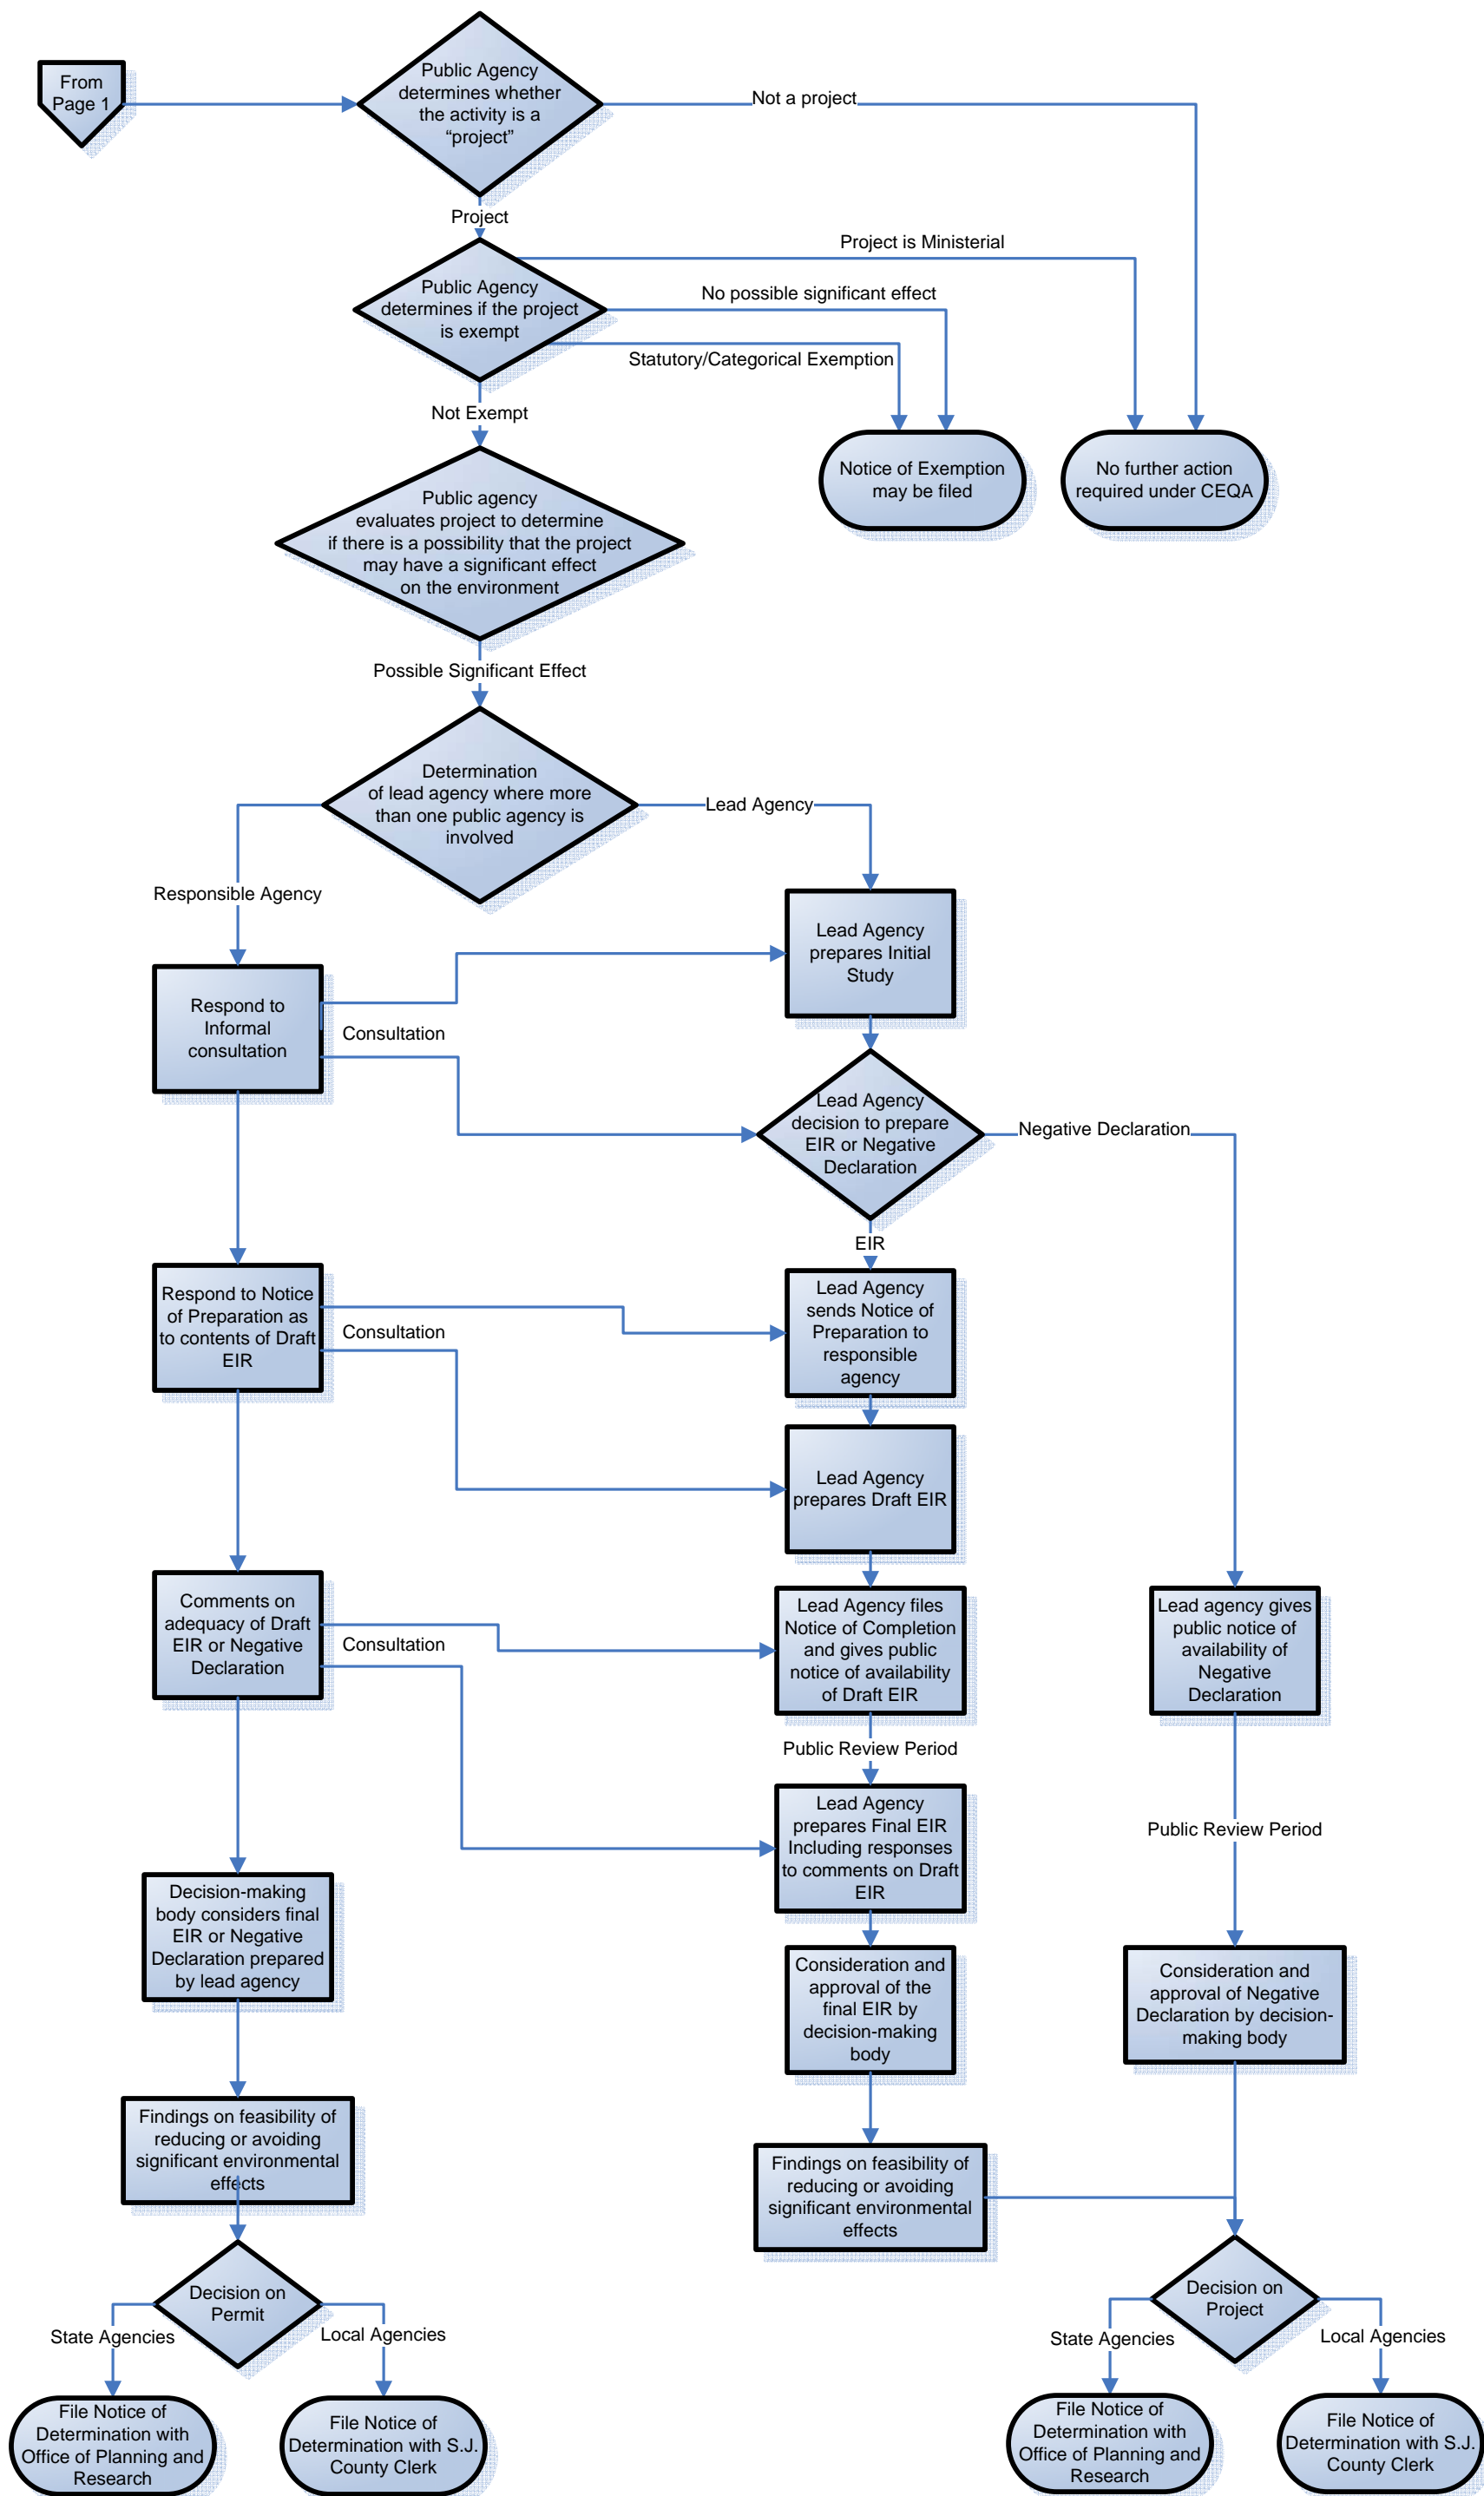 From
Page 1
Public Agency
determines whether
the activity is a
“project”
Not a project
Project
Project is Ministerial
Public Agency
determines if the project
is exempt
No possible significant effect
Statutory/Categorical Exemption
Not Exempt
Notice of Exemption
may be filed
No further action
required under CEQA
Public agency
evaluates project to determine
if there is a possibility that the project
may have a significant effect
on the environment
Possible Significant Effect
Determination
of lead agency where more
than one public agency is
involved
Lead Agency
Responsible Agency
Lead Agency
prepares Initial
Study
Respond to
Informal
consultation
Consultation
Lead Agency
decision to prepare
EIR or Negative
Declaration
Negative Declaration
EIR
Respond to Notice
of Preparation as
to contents of Draft
EIR
Consultation
Lead Agency
sends Notice of
Preparation to
responsible
agency
Lead Agency
prepares Draft EIR
Comments on
adequacy of Draft
EIR or Negative
Declaration
Consultation
Lead Agency files
Notice of Completion
and gives public
notice of availability
of Draft EIR
Lead agency gives
public notice of
availability of
Negative
Declaration
Public Review Period
Lead Agency
prepares Final EIR
Including responses
to comments on Draft
EIR
Public Review Period
Decision-making
body considers final
EIR or Negative
Declaration prepared
by lead agency
Consideration and
approval of the
final EIR by
decision-making
body
Consideration and
approval of Negative
Declaration by decision-
making body
Findings on feasibility of
reducing or avoiding
significant environmental
effects
Findings on feasibility of
reducing or avoiding
significant environmental
effects
Decision on
Permit
State Agencies
Local Agencies
Decision on
Project
State Agencies
Local Agencies
File Notice of
Determination with
Office of Planning and
Research
File Notice of
Determination with S.J.
County Clerk
File Notice of
Determination with
Office of Planning and
Research
File Notice of
Determination with S.J.
County Clerk